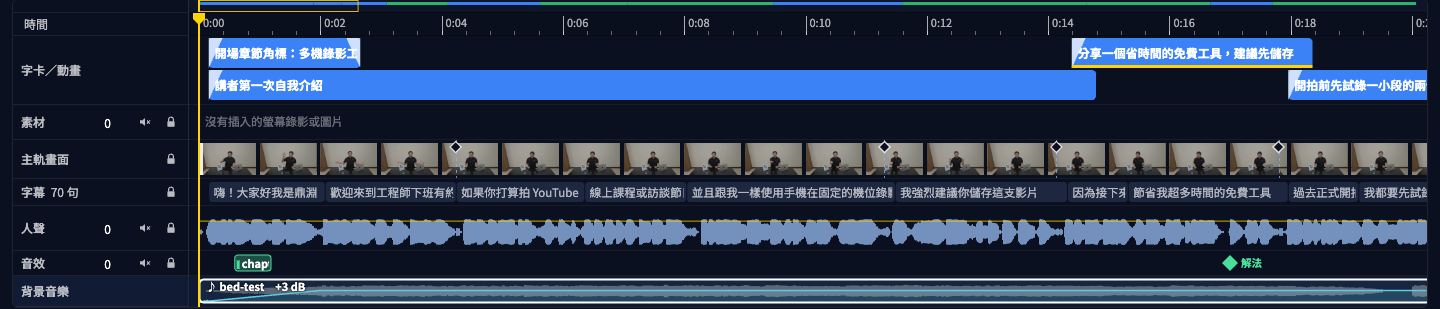 時間
0:00
0:02
0:04
0:06
0:08
0:10
0:12
0:14
0:16
0:18
字卡／動畫
開場章節角標：多機錄影工
分享一個省時間的免費工具，建議先儲存
講者第一次自我介紹
開拍前先試錄一小段的兩
素材 0
沒有插入的螢幕錄影或圖片
主軌畫面
字幕 70 句
嗨！大家好我是鼎淵
歡迎來到工程師下班有
如果你打算拍 YouTube
線上課程或訪談節
並且跟我一樣使用手機在固定的機位錄
我強烈建議你儲存這支影片
因為接下來
節省我超多時間的免費工具
過去正式開拍
我都要先試
人聲 0
音效 0
chap
解法
背景音樂
♪ bed-test +3 dB